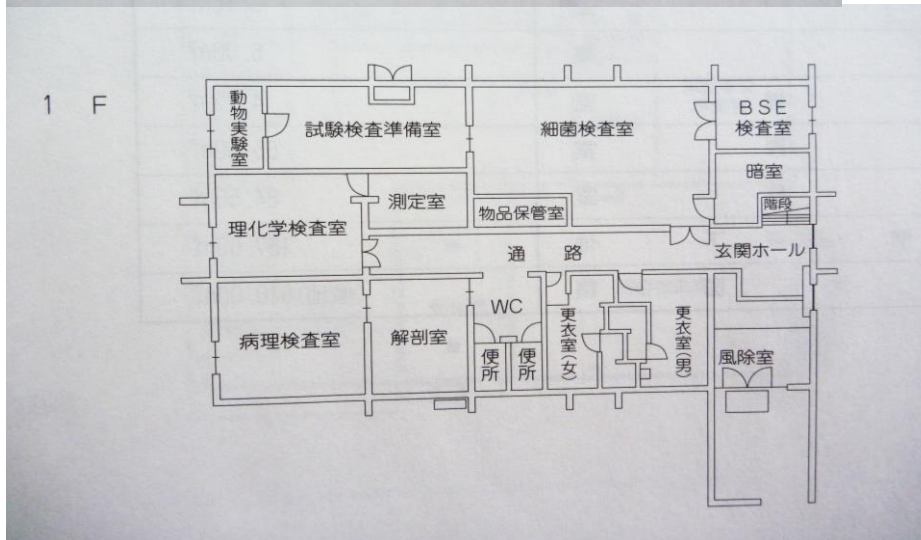 1 F
動物実験室
試験検査準備室
細菌検査室
BSE
検査室
暗室
階段
測定室
物品保管室
理化学検査室
通路
玄関ホール
WC
病理検査室
解剖室
便所
便所
更衣室(女)
更衣室(男)
風除室